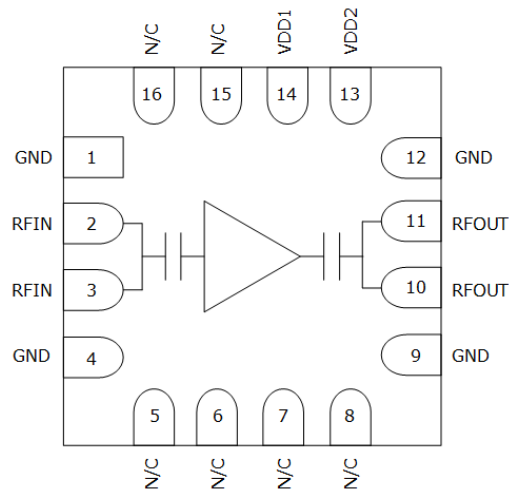 N/C N/C VDD1 VDD2
16 15 14 13
GND 1 12 GND
RFIN 2 11 RFOUT
RFIN 3 10 RFOUT
GND 4 9 GND
5 6 7 8
N/C N/C N/C N/C